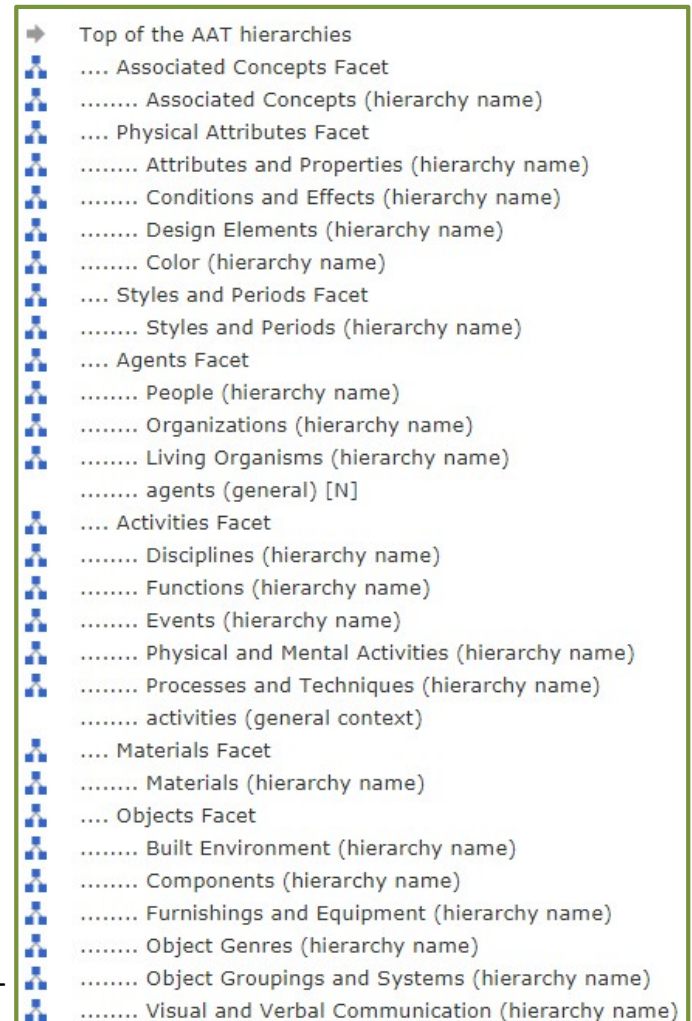 Top of the AAT hierarchies
.... Associated Concepts Facet
........ Associated Concepts (hierarchy name)
.... Physical Attributes Facet
........ Attributes and Properties (hierarchy name)
........ Conditions and Effects (hierarchy name)
........ Design Elements (hierarchy name)
........ Color (hierarchy name)
.... Styles and Periods Facet
........ Styles and Periods (hierarchy name)
.... Agents Facet
........ People (hierarchy name)
........ Organizations (hierarchy name)
........ Living Organisms (hierarchy name)
........ agents (general) [N]
.... Activities Facet
........ Disciplines (hierarchy name)
........ Functions (hierarchy name)
........ Events (hierarchy name)
........ Physical and Mental Activities (hierarchy name)
........ Processes and Techniques (hierarchy name)
........ activities (general context)
.... Materials Facet
........ Materials (hierarchy name)
.... Objects Facet
........ Built Environment (hierarchy name)
........ Components (hierarchy name)
........ Furnishings and Equipment (hierarchy name)
........ Object Genres (hierarchy name)
........ Object Groupings and Systems (hierarchy name)
........ Visual and Verbal Communication (hierarchy name)